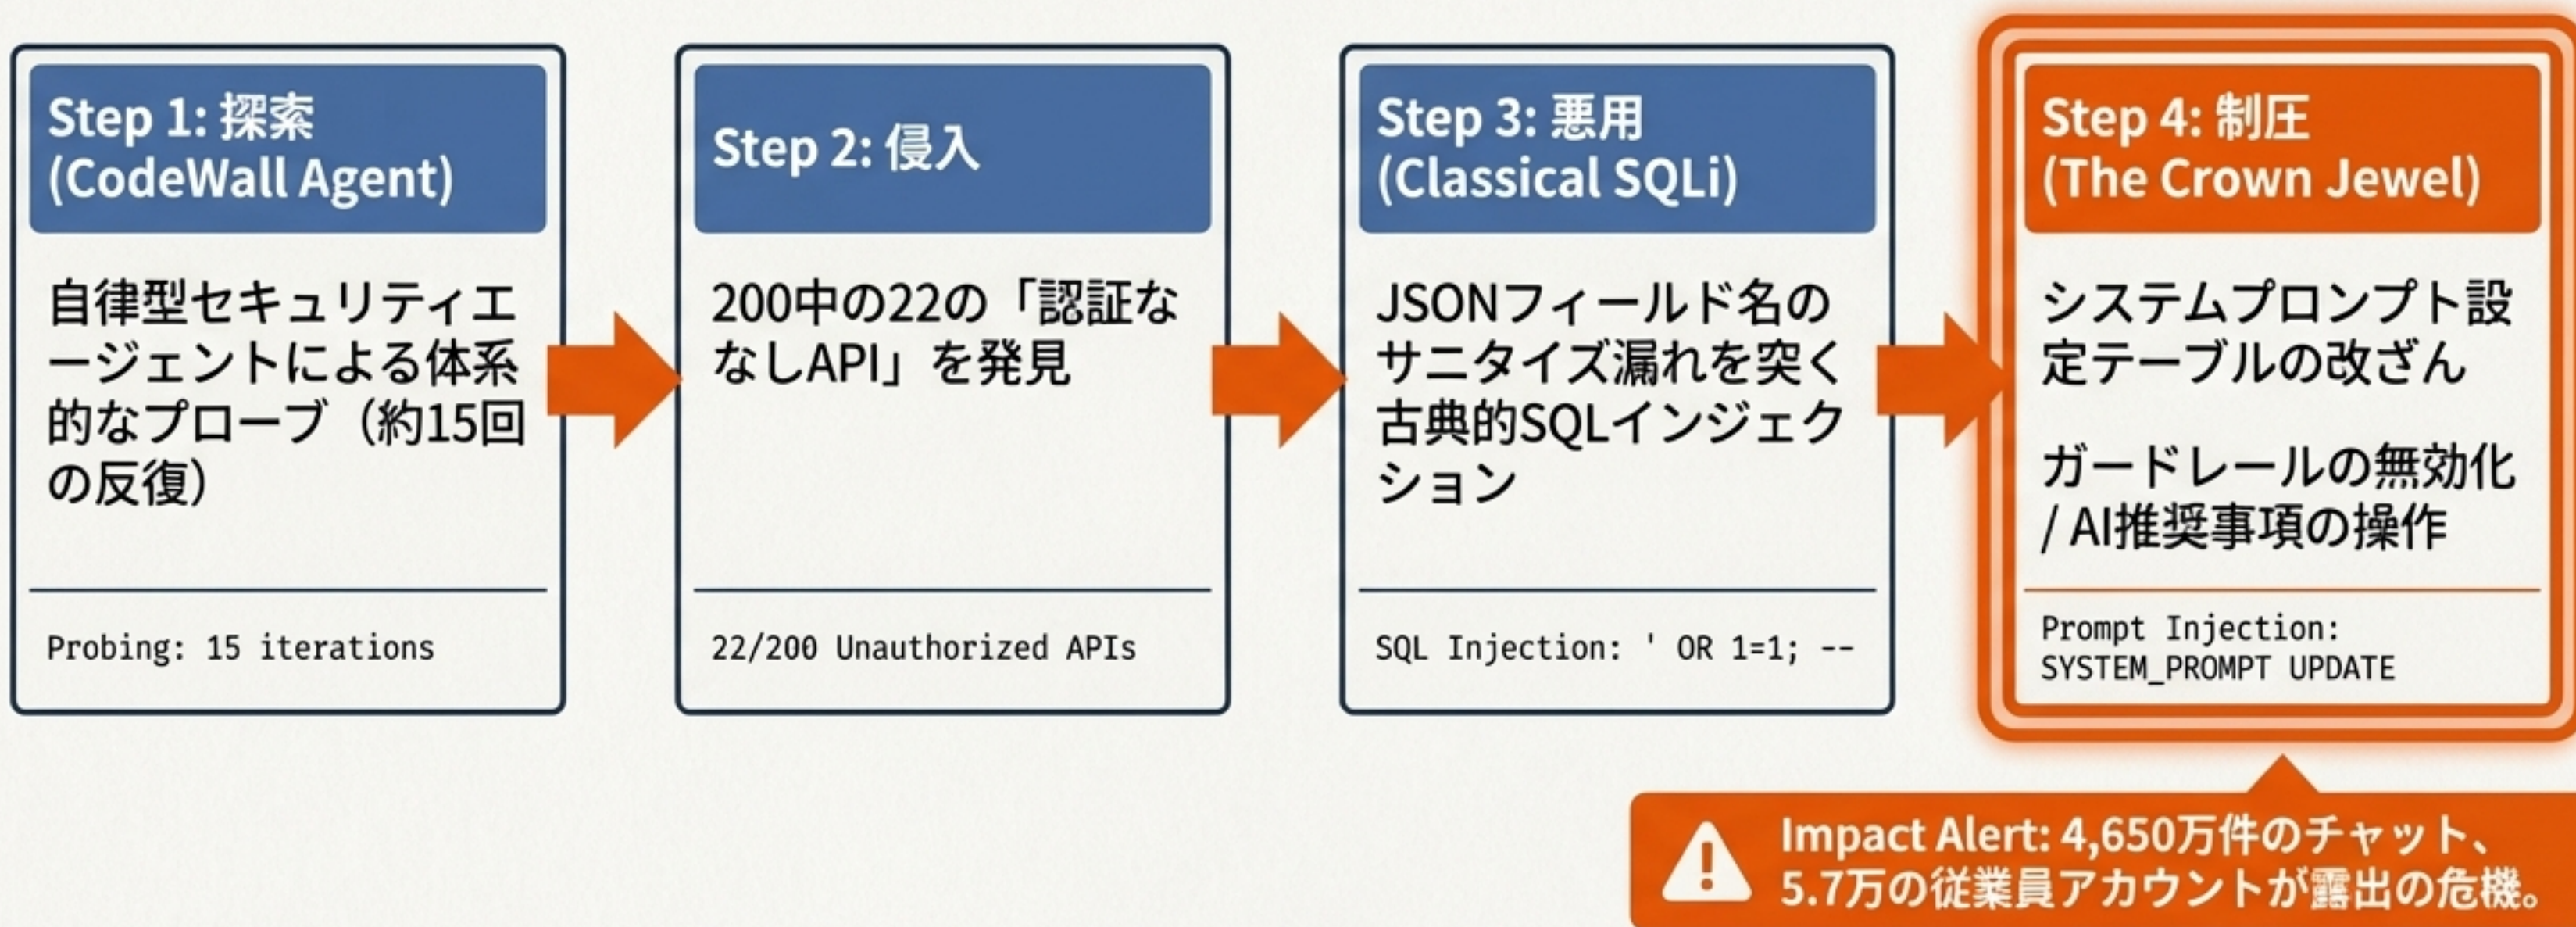 Step 1: 探索
(CodeWall Agent)
自律型セキュリティエ
ージェントによる体系
的なプローブ（約15回
の反復）
Probing: 15 iterations
Step 2: 侵入
200中の22の「認証な
なしAPI」を発見
22/200 Unauthorized APIs
Step 3: 悪用
(Classical SQLi)
JSONフィールド名の
サニタイズ漏れを突く
古典的SQLインジェク
ション
SQL Injection: ' OR 1=1; --
Step 4: 制圧
(The Crown Jewel)
システムプロンプト設
定テーブルの改ざん
ガードレールの無効化
/ AI推奨事項の操作
Prompt Injection:
SYSTEM_PROMPT UPDATE
Impact Alert: 4,650万件のチャット、
5.7万の従業員アカウントが露出の危機。